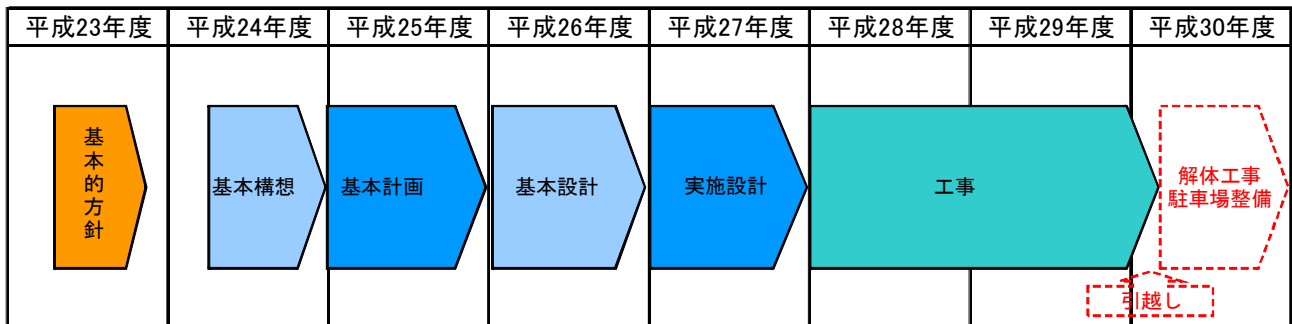 平成23年度
平成24年度
平成25年度
平成26年度
平成27年度
平成28年度
平成29年度
平成30年度
基本的方針
基本構想
基本計画
基本設計
実施設計
工事
解体工事
駐車場整備
引越し